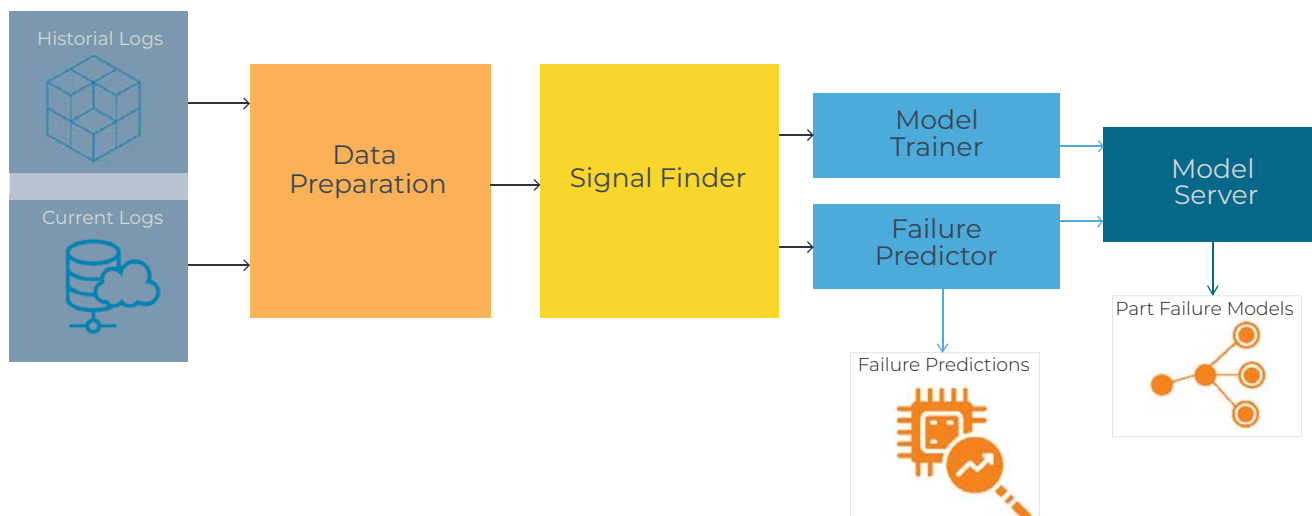 Historial Logs
Current Logs
Data
Preparation
Signal Finder
Model
Trainer
Failure
Predictor
Model
Server
Failure Predictions
Part Failure Models